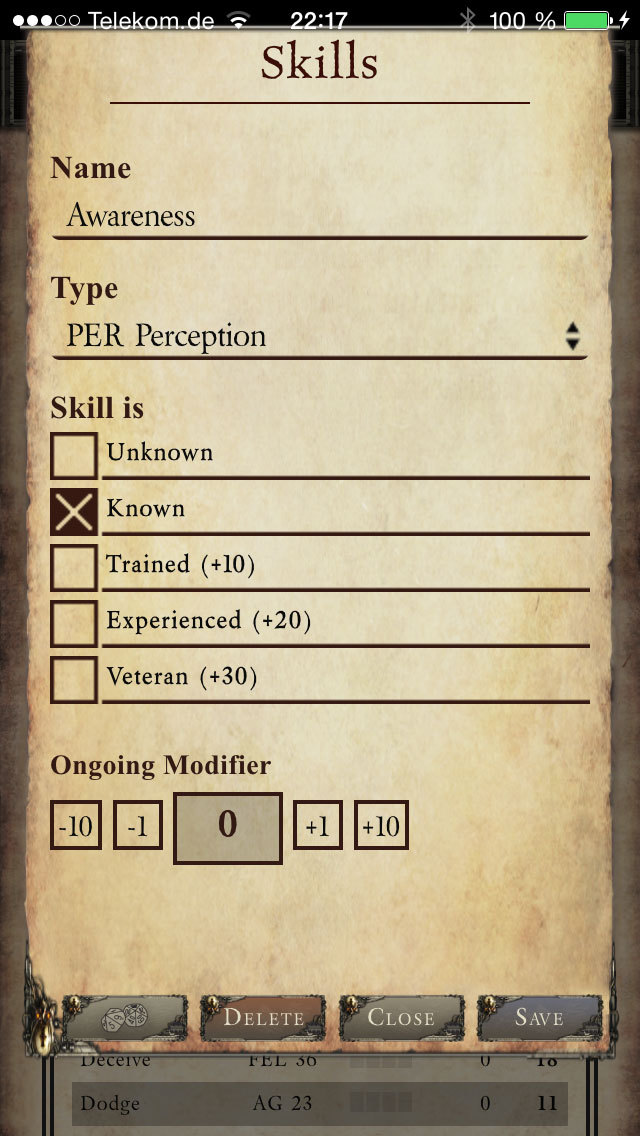 Telekom.de 22:17 100 %
Skills
Name
Awareness
Type
PER Perception
Skill is
Unknown
Known
Trained (+10)
Experienced (+20)
Veteran (+30)
Ongoing Modifier
-10 -1 0 +1 +10
DELETE CLOSE SAVE
Deceive FEL 36 0 18
Dodge AG 23 0 11